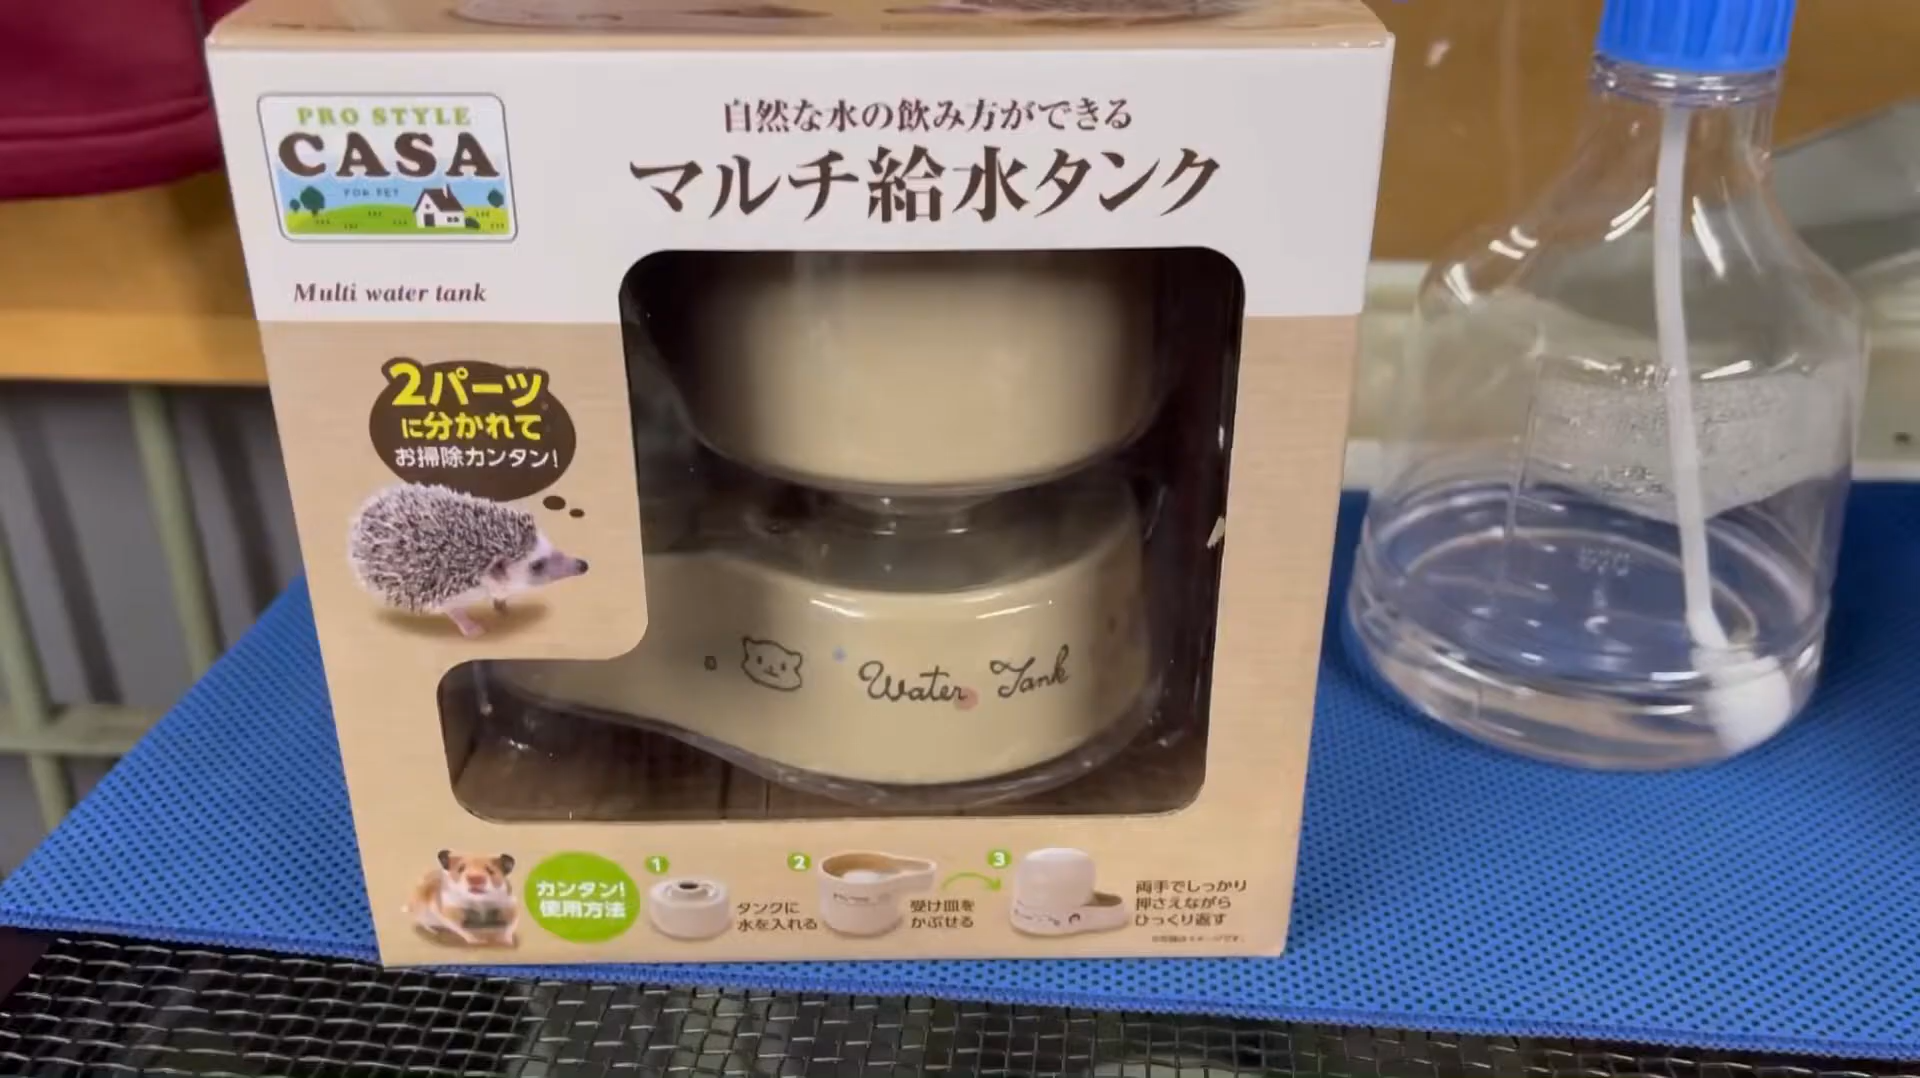 PRO STYLE
CASA
FOR PET
自然な水の飲み方ができる
マルチ給水タンク
Multi water tank
2パーツ
に分かれて
お掃除カンタン!
Water Tank
カンタン!
使用方法
1
タンクに
水を入れる
2
受け皿を
かぶせる
3
両手でしっかり
押さえながら
ひっくり返す